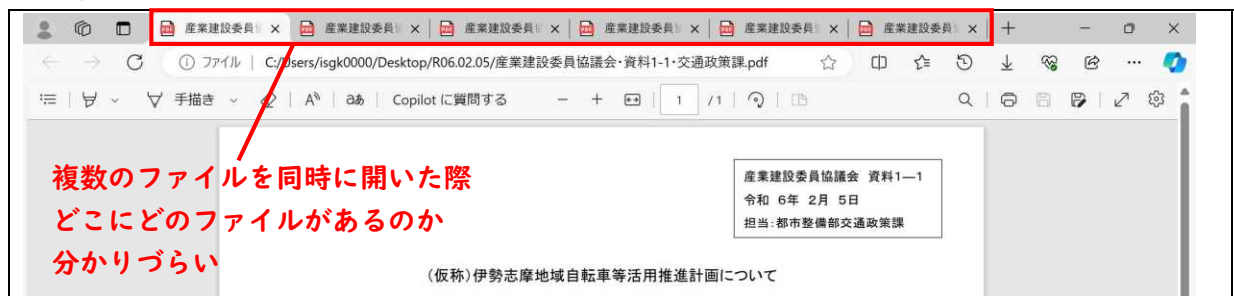 産業建設委員 産業建設委員 産業建設委員 産業建設委員 産業建設委員 産業建設委員
ファイル C:/Users/isgk0000/Desktop/R06.02.05/産業建設委員協議会・資料1-1・交通政策課.pdf
手描き aあ Copilot に質問する 1 /1
複数のファイルを同時に開いた際
どこにどのファイルがあるのか
分かりづらい
産業建設委員協議会 資料1―1
令和 6年 2月 5日
担当:都市整備部交通政策課
(仮称)伊勢志摩地域自転車等活用推進計画について